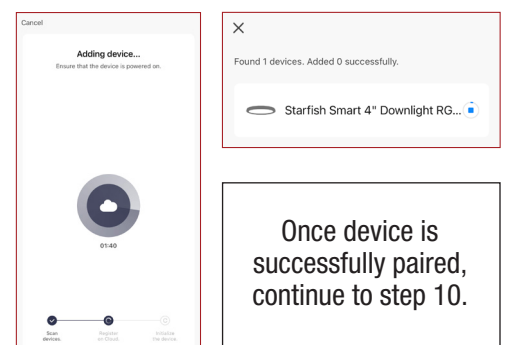 Cancel
Adding device...
Ensure that the device is powered on.
01:40
Scan
devices.
Register
on Cloud.
Initialize
the device.
Found 1 devices. Added 0 successfully.
Starfish Smart 4" Downlight RG...
Once device is
successfully paired,
continue to step 10.